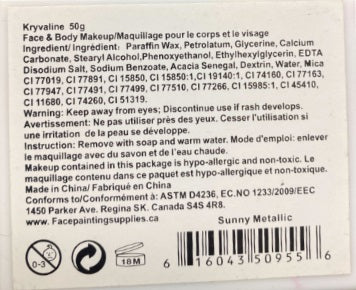 Kryvaline 50g
Face & Body Makeup/Maquillage pour le corps et le visage
Ingredient/ Ingrédient: Paraffin Wax, Petrolatum, Glycerine, Calcium
Carbonate, Stearyl Alcohol,Phenoxyethanol, Ethylhexylglycerin, EDTA
Disodium Salt, Sodium Benzoate, Acacia Senegal, Dextrin, Water, Mica
CI 77019, CI 77891, CI 15850, CI 15850:1,CI 19140:1, CI 74160, CI 77163,
CI 77947, CI 77491, CI 77499, CI 77510, CI 77266, CI 15985:1, CI 45410,
CI 11680, CI 74260, CI 51319.
Warning: Keep away from eyes; Discontinue use if rash develops.
Avertissement: Ne pas utiliser près des yeux. Cesser l'utilisation si
une irritation de la peau se développe.
Instruction: Remove with soap and warm water. Mode d'emploi: enlever
le maquillage avec du savon et de l'eau chaude.
Makeup contained in this package is hypo-allergic and non-toxic. Le
maquillage contenu dans ce paquet est hypo-allergique et non-toxique.
Made in China/ Fabriqué en China
Conforms to/Conformément à: ASTM D4236, EC.NO 1233/2009/EEC
1450 Parker Ave. Regina SK. Canada S4S 4R8.
www.Facepaintingsupplies.ca Sunny Metallic
0-3
18M
6 16043 50955 6